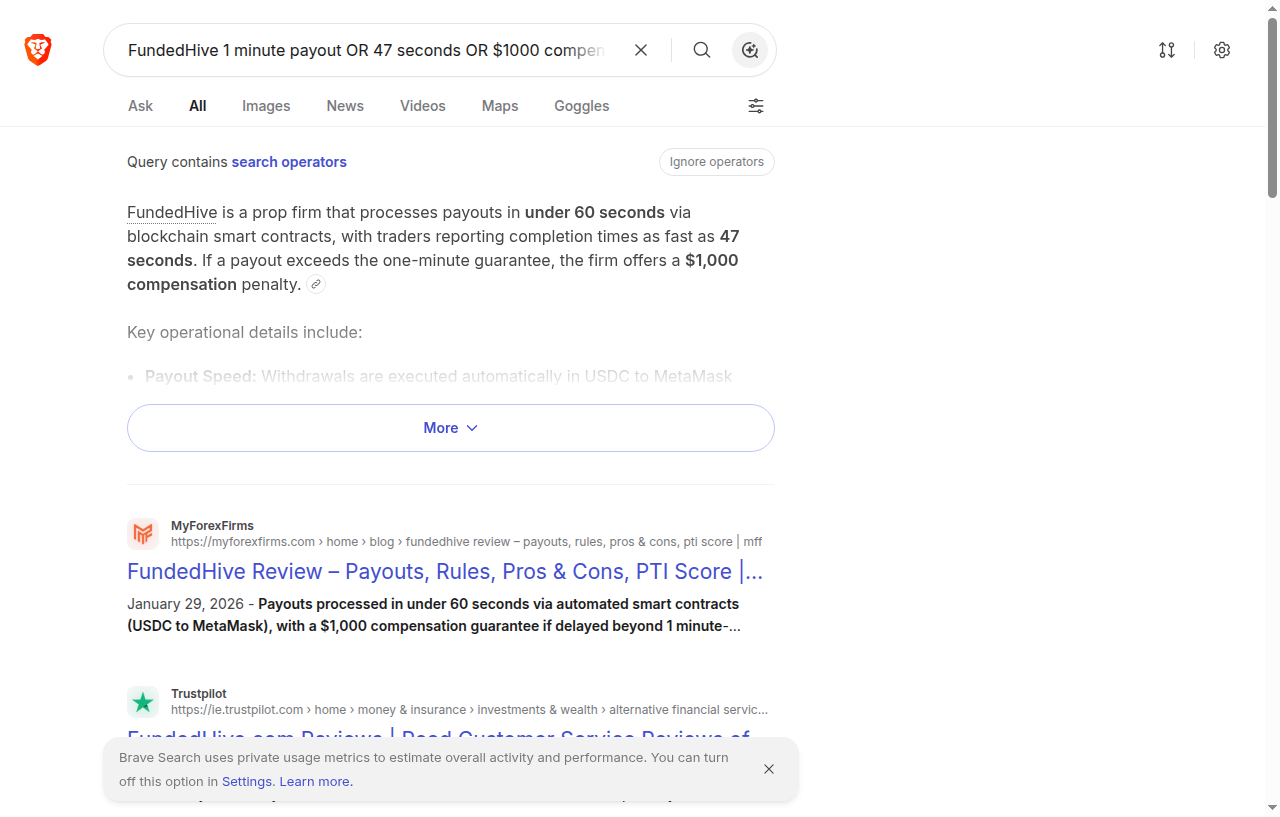 FundedHive 1 minute payout OR 47 seconds OR $1000 compen
Ask All Images News Videos Maps Goggles
Query contains search operators
Ignore operators
FundedHive is a prop firm that processes payouts in under 60 seconds via
blockchain smart contracts, with traders reporting completion times as fast as 47
seconds. If a payout exceeds the one-minute guarantee, the firm offers a $1,000
compensation penalty.
Key operational details include:
• Payout Speed: Withdrawals are executed automatically in USDC to MetaMask
More
MyForexFirms
https://myforexfirms.com › home › blog › fundedhive review – payouts, rules, pros & cons, pti score | mff
FundedHive Review – Payouts, Rules, Pros & Cons, PTI Score |...
January 29, 2026 - Payouts processed in under 60 seconds via automated smart contracts
(USDC to MetaMask), with a $1,000 compensation guarantee if delayed beyond 1 minute-...
Trustpilot
https://ie.trustpilot.com › home › money & insurance › investments & wealth › alternative financial servic...
FundedHive.com Reviews | Read Customer Service Reviews of
Brave Search uses private usage metrics to estimate overall activity and performance. You can turn
off this option in Settings. Learn more.